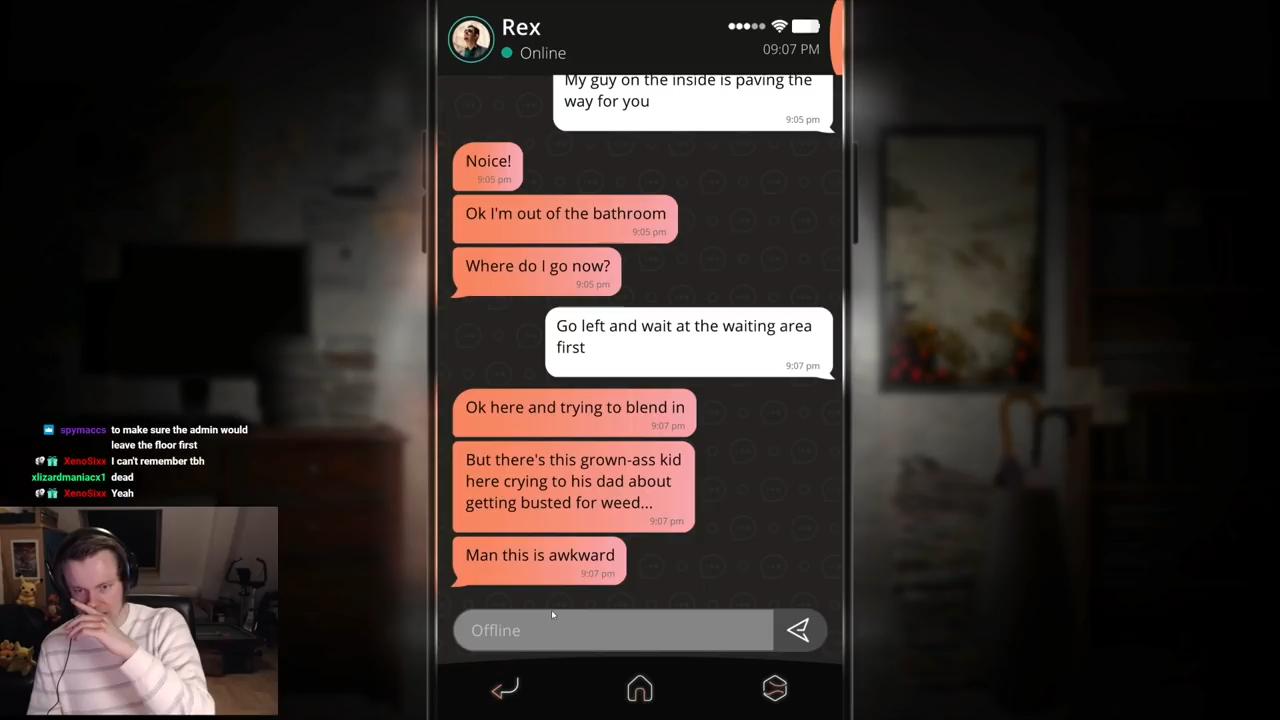 Rex
Online
09:07 PM
My guy on the inside is paving the
way for you
9:05 pm
Noice!
9:05 pm
Ok I'm out of the bathroom
9:05 pm
Where do I go now?
9:05 pm
Go left and wait at the waiting area
first
9:07 pm
Ok here and trying to blend in
9:07 pm
But there's this grown-ass kid
here crying to his dad about
getting busted for weed...
9:07 pm
Man this is awkward
9:07 pm
Offline
spymaccs to make sure the admin would
leave the floor first
XenoSixx I can't remember tbh
xlizardmaniacx1 dead
XenoSixx Yeah